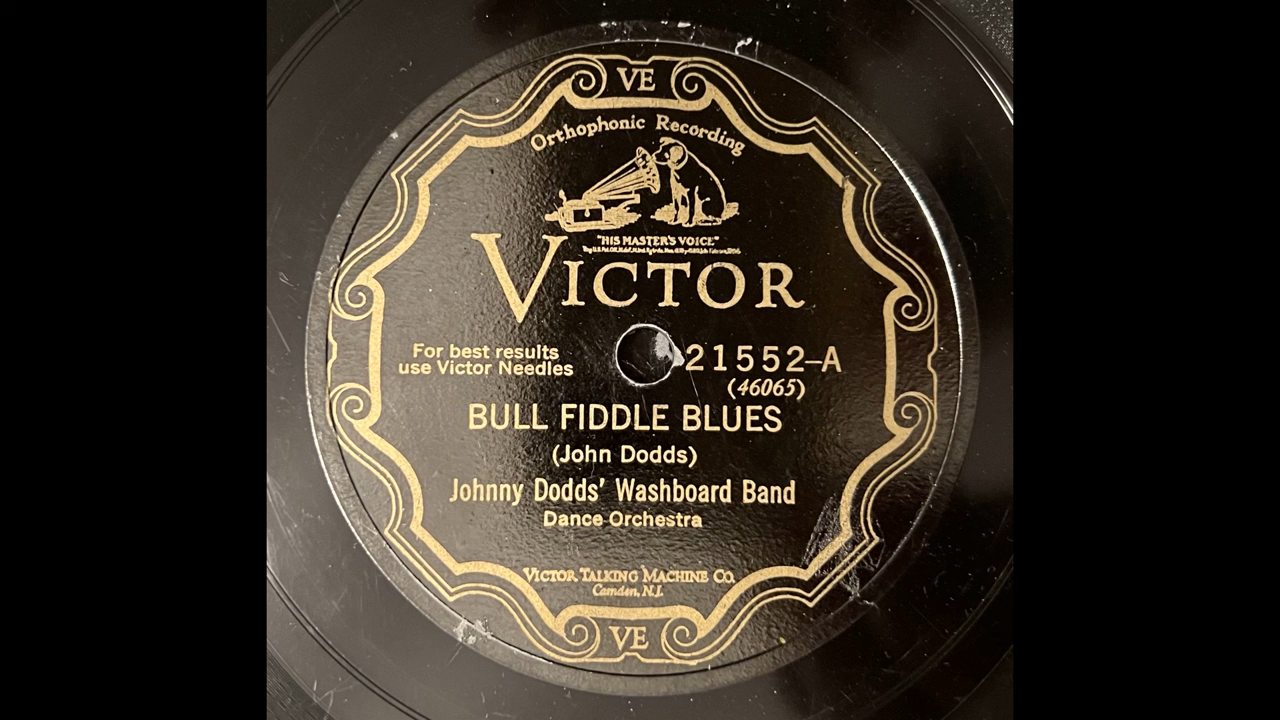 VE
Orthophonic Recording
"HIS MASTER'S VOICE"
VICTOR
For best results
use Victor Needles
21552-A
(46065)
BULL FIDDLE BLUES
(John Dodds)
Johnny Dodds' Washboard Band
Dance Orchestra
VICTOR TALKING MACHINE CO.
Camden, N.J.
VE